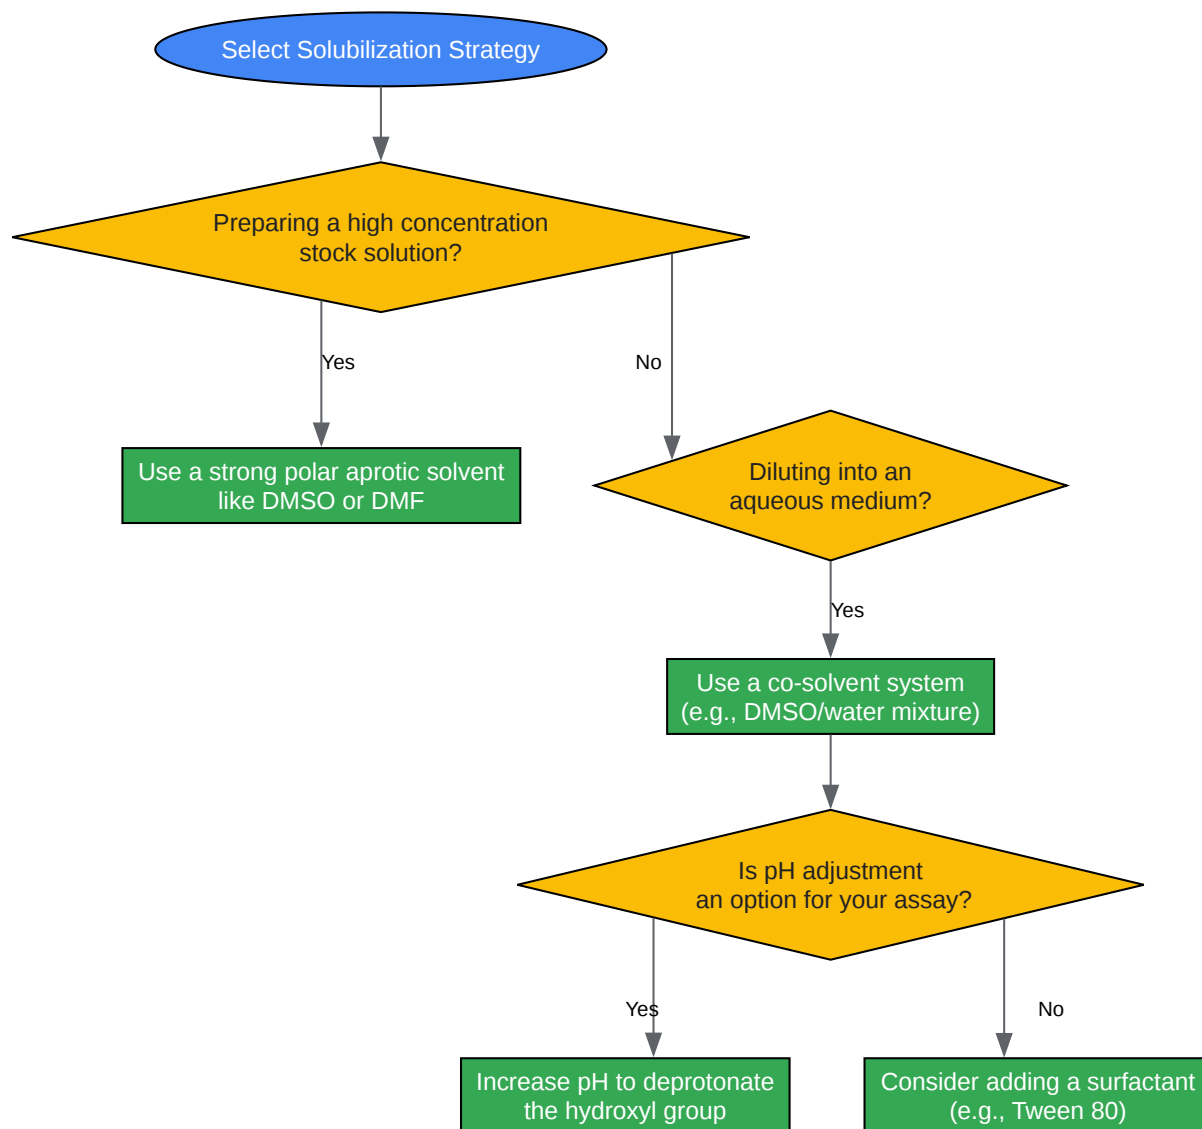 Select Solubilization Strategy
Preparing a high concentration
stock solution?
Yes
No
Use a strong polar aprotic solvent
like DMSO or DMF
Diluting into an
aqueous medium?
Yes
Use a co-solvent system
(e.g., DMSO/water mixture)
Is pH adjustment
an option for your assay?
Yes
No
Increase pH to deprotonate
the hydroxyl group
Consider adding a surfactant
(e.g., Tween 80)